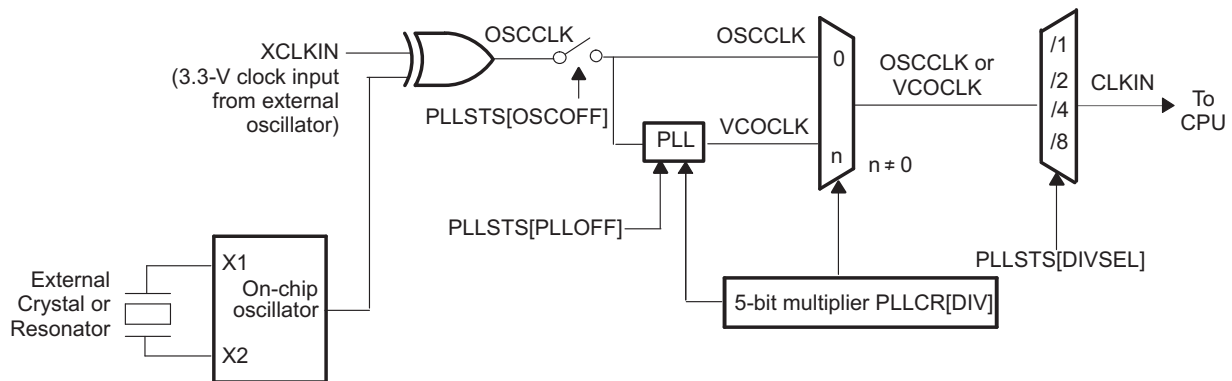 OSCCLK
OSCCLK
XCLKIN
(3.3-V clock input
from external
oscillator)
PLLSTS[OSCOFF]
0
n
n ≠ 0
OSCCLK or
VCOCLK
/1
/2
/4
/8
CLKIN
To
CPU
PLL
VCOCLK
PLLSTS[PLLOFF]
PLLSTS[DIVSEL]
5-bit multiplier PLLCR[DIV]
External
Crystal or
Resonator
X1
On-chip
oscillator
X2